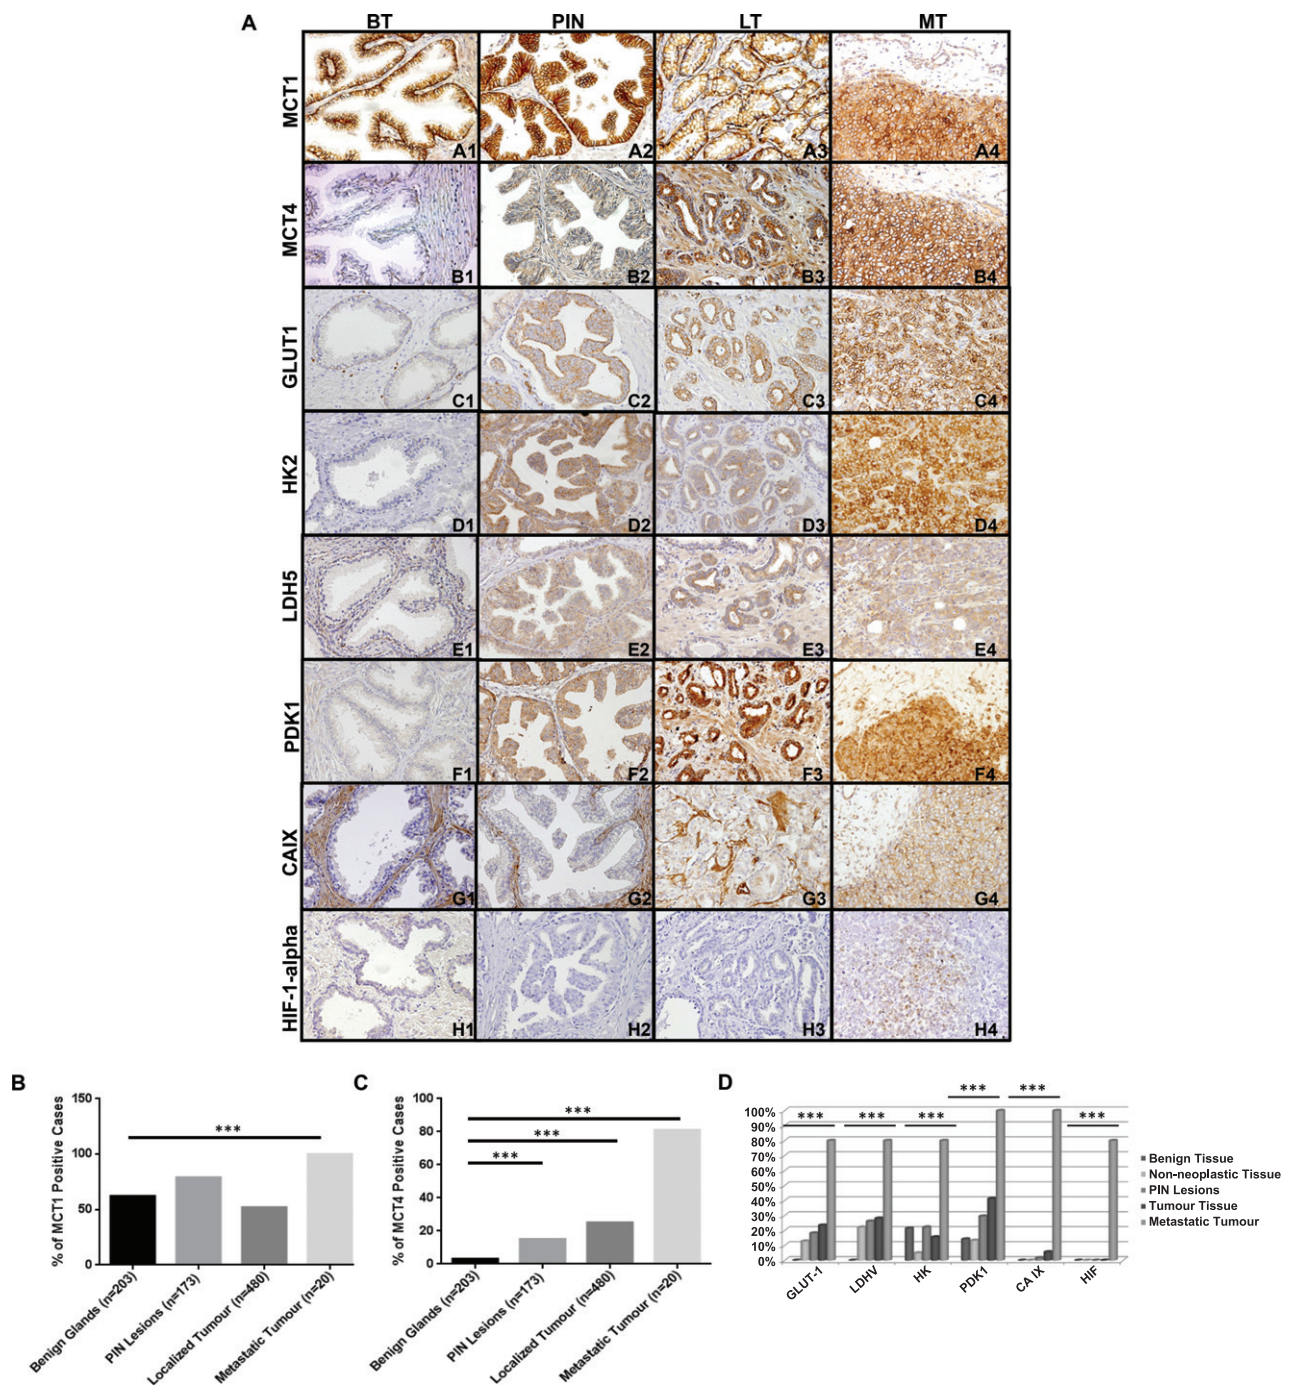 A
BT PIN LT MT
MCT1
A1 A2 A3 A4
MCT4
B1 B2 B3 B4
GLUT1
C1 C2 C3 C4
HK2
D1 D2 D3 D4
LDH5
E1 E2 E3 E4
PDK1
F1 F2 F3 F4
CAIX
G1 G2 G3 G4
HIF-1-alpha
H1 H2 H3 H4
B
% of MCT1 Positive Cases
150
100
50
0
***
Benign Glands (n=203)
PIN Lesions (n=173)
Localized Tumour (n=480)
Metastatic Tumour (n=20)
C
% of MCT4 Positive Cases
100
80
60
40
20
0
***
***
***
Benign Glands (n=203)
PIN Lesions (n=173)
Localized Tumour (n=480)
Metastatic Tumour (n=20)
D
*** ***
*** *** *** ***
100%
90%
80%
70%
60%
50%
40%
30%
20%
10%
0%
GLUT-1
LDHV
HK
PDK1
CA IX
HIF
Benign Tissue
Non-neoplastic Tissue
PIN Lesions
Tumour Tissue
Metastatic Tumour